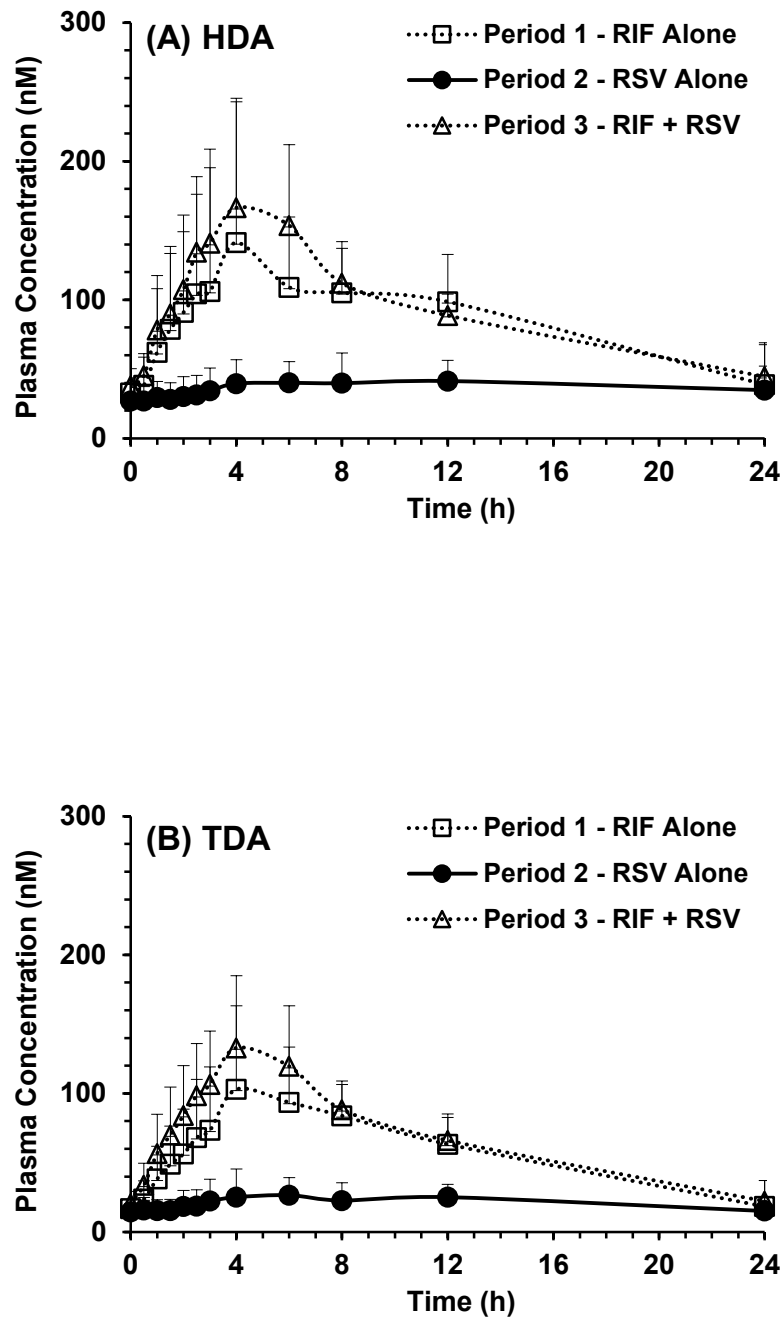 (A) HDA
Period 1 - RIF Alone
Period 2 - RSV Alone
Period 3 - RIF + RSV
Plasma Concentration (nM)
300
200
100
0
0 4 8 12 16 20 24
Time (h)
(B) TDA
Period 1 - RIF Alone
Period 2 - RSV Alone
Period 3 - RIF + RSV
Plasma Concentration (nM)
300
200
100
0
0 4 8 12 16 20 24
Time (h)